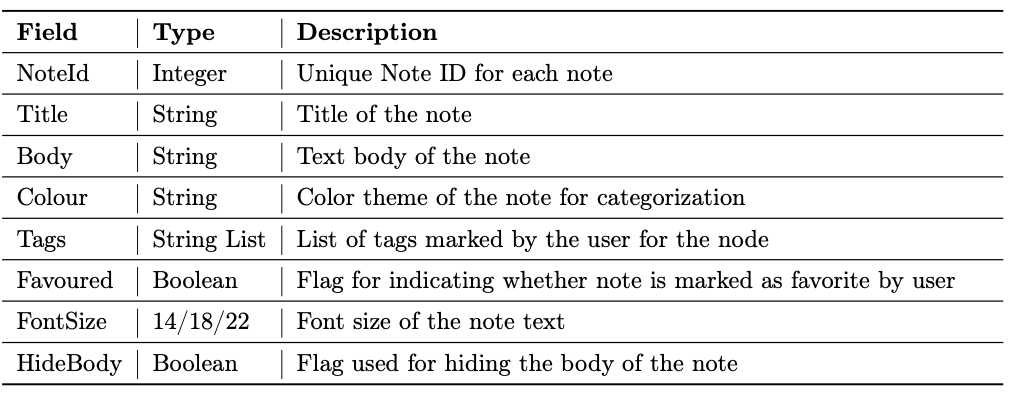 Field Type Description
NoteId Integer Unique Note ID for each note
Title String Title of the note
Body String Text body of the note
Colour String Color theme of the note for categorization
Tags String List List of tags marked by the user for the node
Favoured Boolean Flag for indicating whether note is marked as favorite by user
FontSize 14/18/22 Font size of the note text
HideBody Boolean Flag used for hiding the body of the note